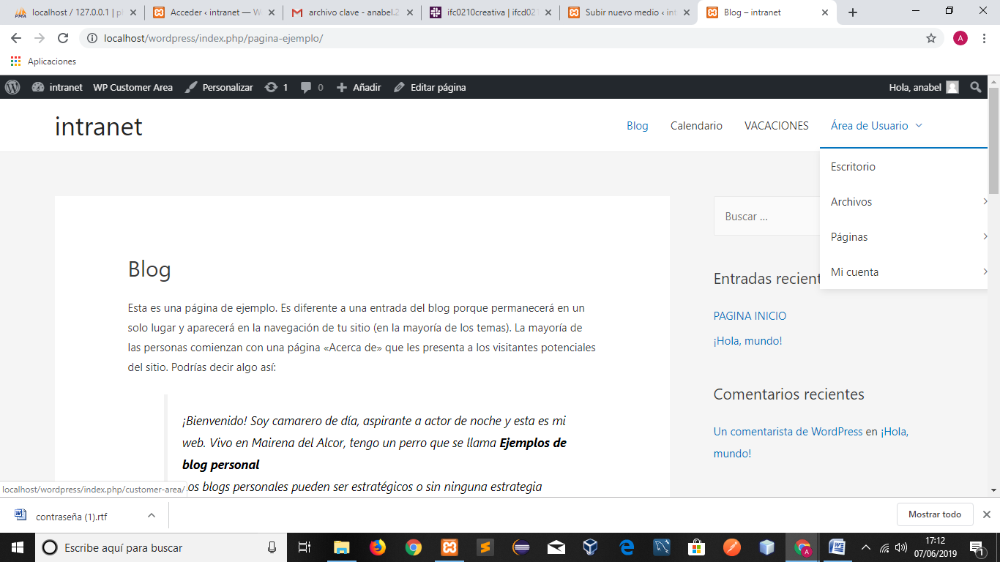 localhost / 127.0.0.1 | pl
Acceder ‹ intranet — W
archivo clave - anabel.2
ifc0210creativa | ifcd021
Subir nuevo medio ‹ int
Blog – intranet
localhost/wordpress/index.php/pagina-ejemplo/
A
Aplicaciones
intranet
WP Customer Area
Personalizar
1
0
Añadir
Editar página
Hola, anabel
intranet
Blog
Calendario
VACACIONES
Área de Usuario
Escritorio
Archivos
Páginas
Mi cuenta
Buscar ...
Blog
Esta es una página de ejemplo. Es diferente a una entrada del blog porque permanecerá en un
solo lugar y aparecerá en la navegación de tu sitio (en la mayoría de los temas). La mayoría de
las personas comienzan con una página «Acerca de» que les presenta a los visitantes potenciales
del sitio. Podrías decir algo así:
¡Bienvenido! Soy camarero de día, aspirante a actor de noche y esta es mi
web. Vivo en Mairena del Alcor, tengo un perro que se llama Ejemplos de
blog personal
os blogs personales pueden ser estratégicos o sin ninguna estrategia
Entradas recient
PAGINA INICIO
¡Hola, mundo!
Comentarios recientes
Un comentarista de WordPress en ¡Hola,
mundo!
localhost/wordpress/index.php/customer-area/
contraseña (1).rtf
Mostrar todo
Escribe aquí para buscar
17:12
07/06/2019
1